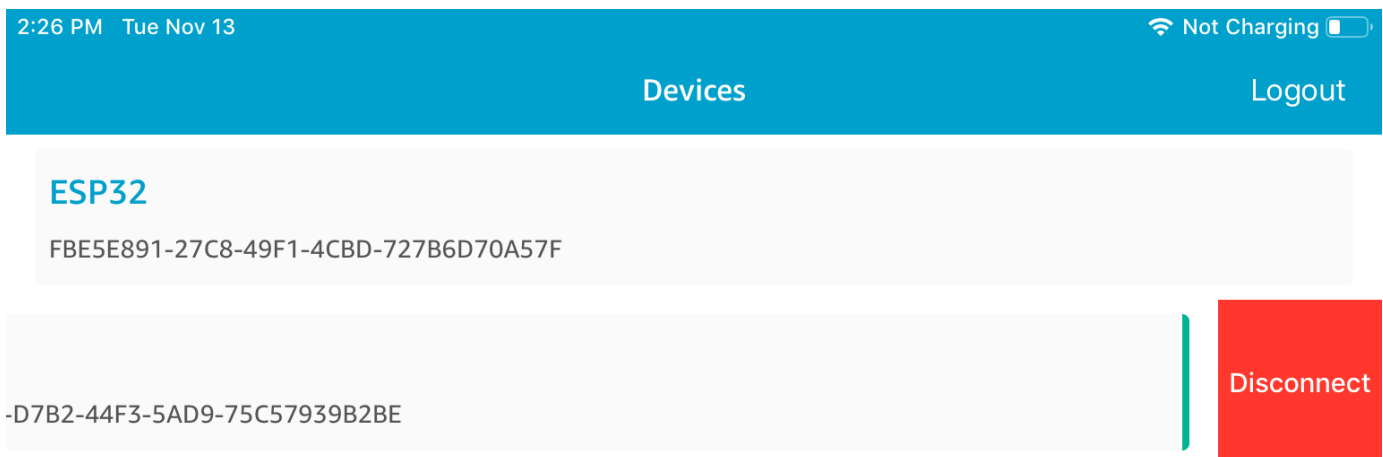 2:26 PM Tue Nov 13 Not Charging
Devices Logout
ESP32
FBE5E891-27C8-49F1-4CBD-727B6D70A57F
-D7B2-44F3-5AD9-75C57939B2BE
Disconnect